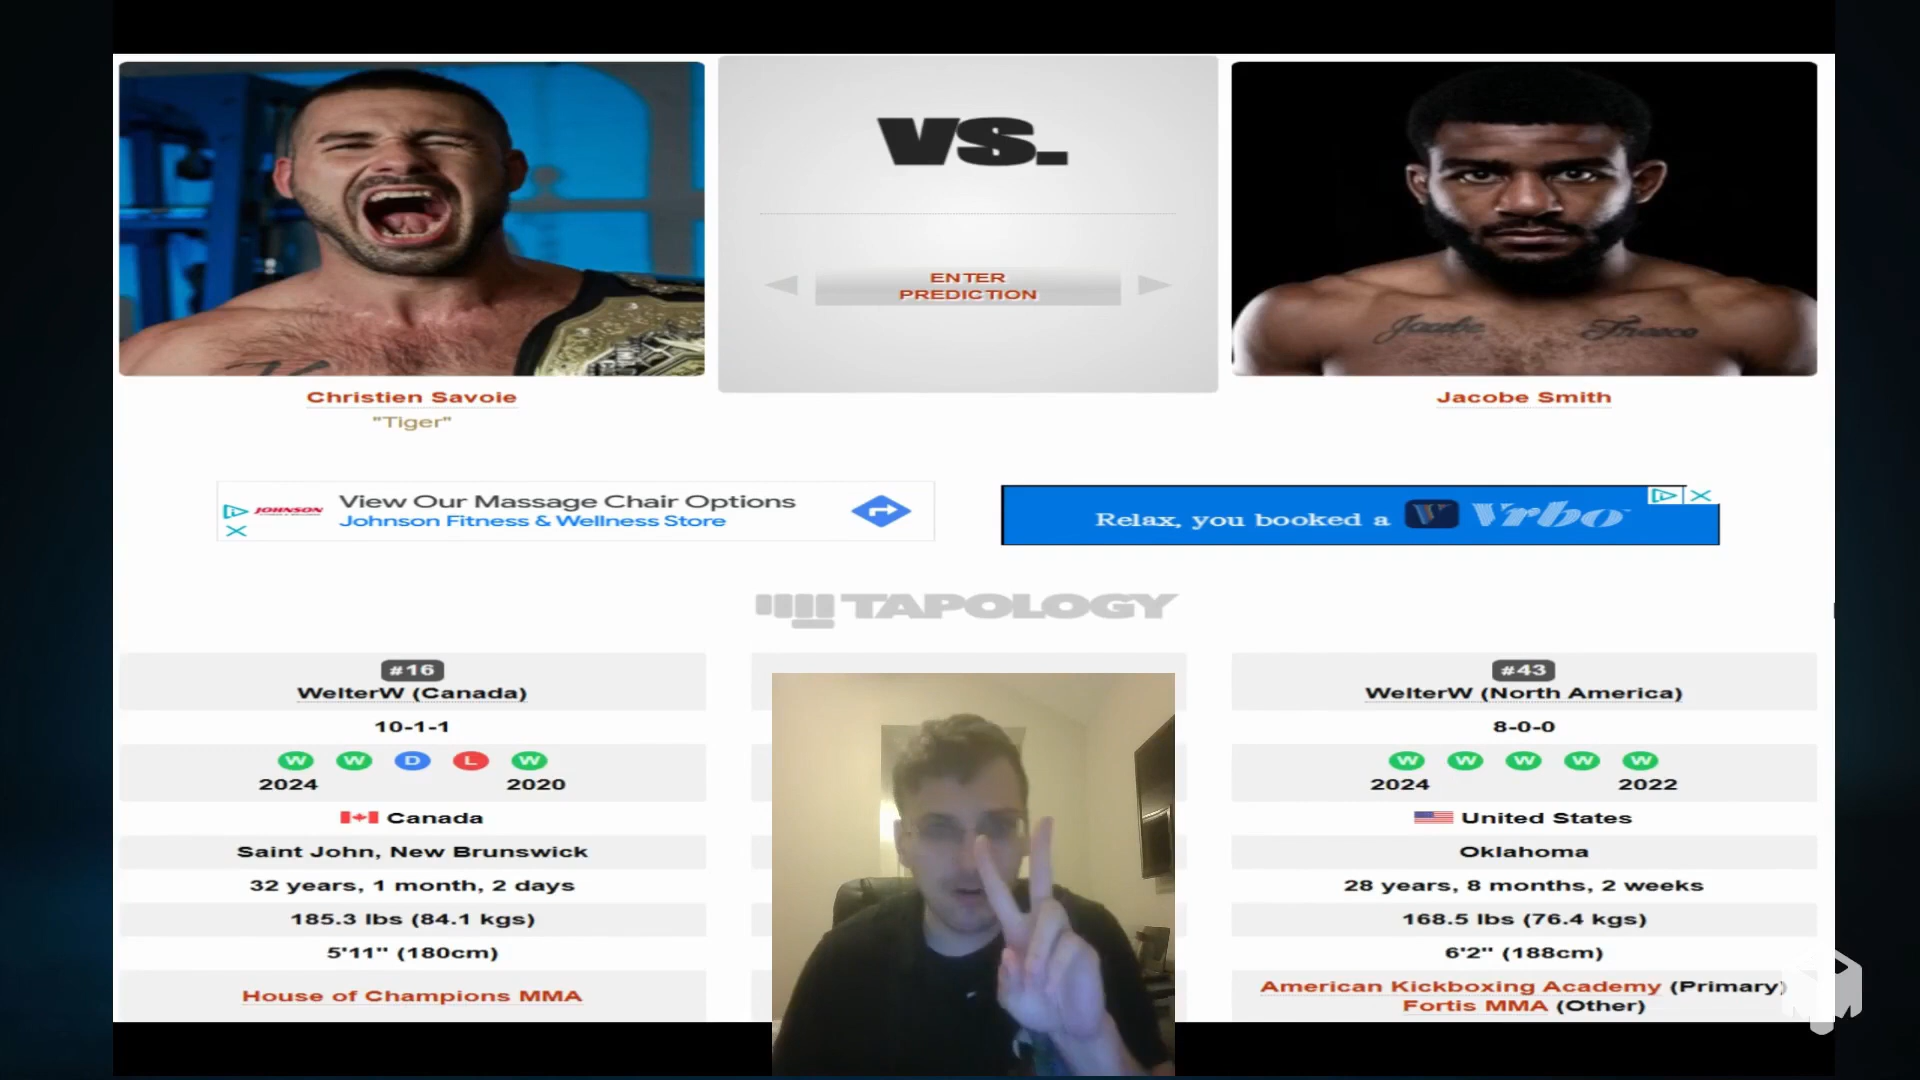 VS.
ENTER
PREDICTION
Christien Savoie
"Tiger"
Jacobe Smith
JOHNSON
View Our Massage Chair Options
Johnson Fitness & Wellness Store
Relax, you booked a Vrbo
TAPOLOGY
#16
WelterW (Canada)
10-1-1
W W D L W
2024 2020
Canada
Saint John, New Brunswick
32 years, 1 month, 2 days
185.3 lbs (84.1 kgs)
5'11" (180cm)
House of Champions MMA
#43
WelterW (North America)
8-0-0
W W W W W
2024 2022
United States
Oklahoma
28 years, 8 months, 2 weeks
168.5 lbs (76.4 kgs)
6'2" (188cm)
American Kickboxing Academy (Primary)
Fortis MMA (Other)